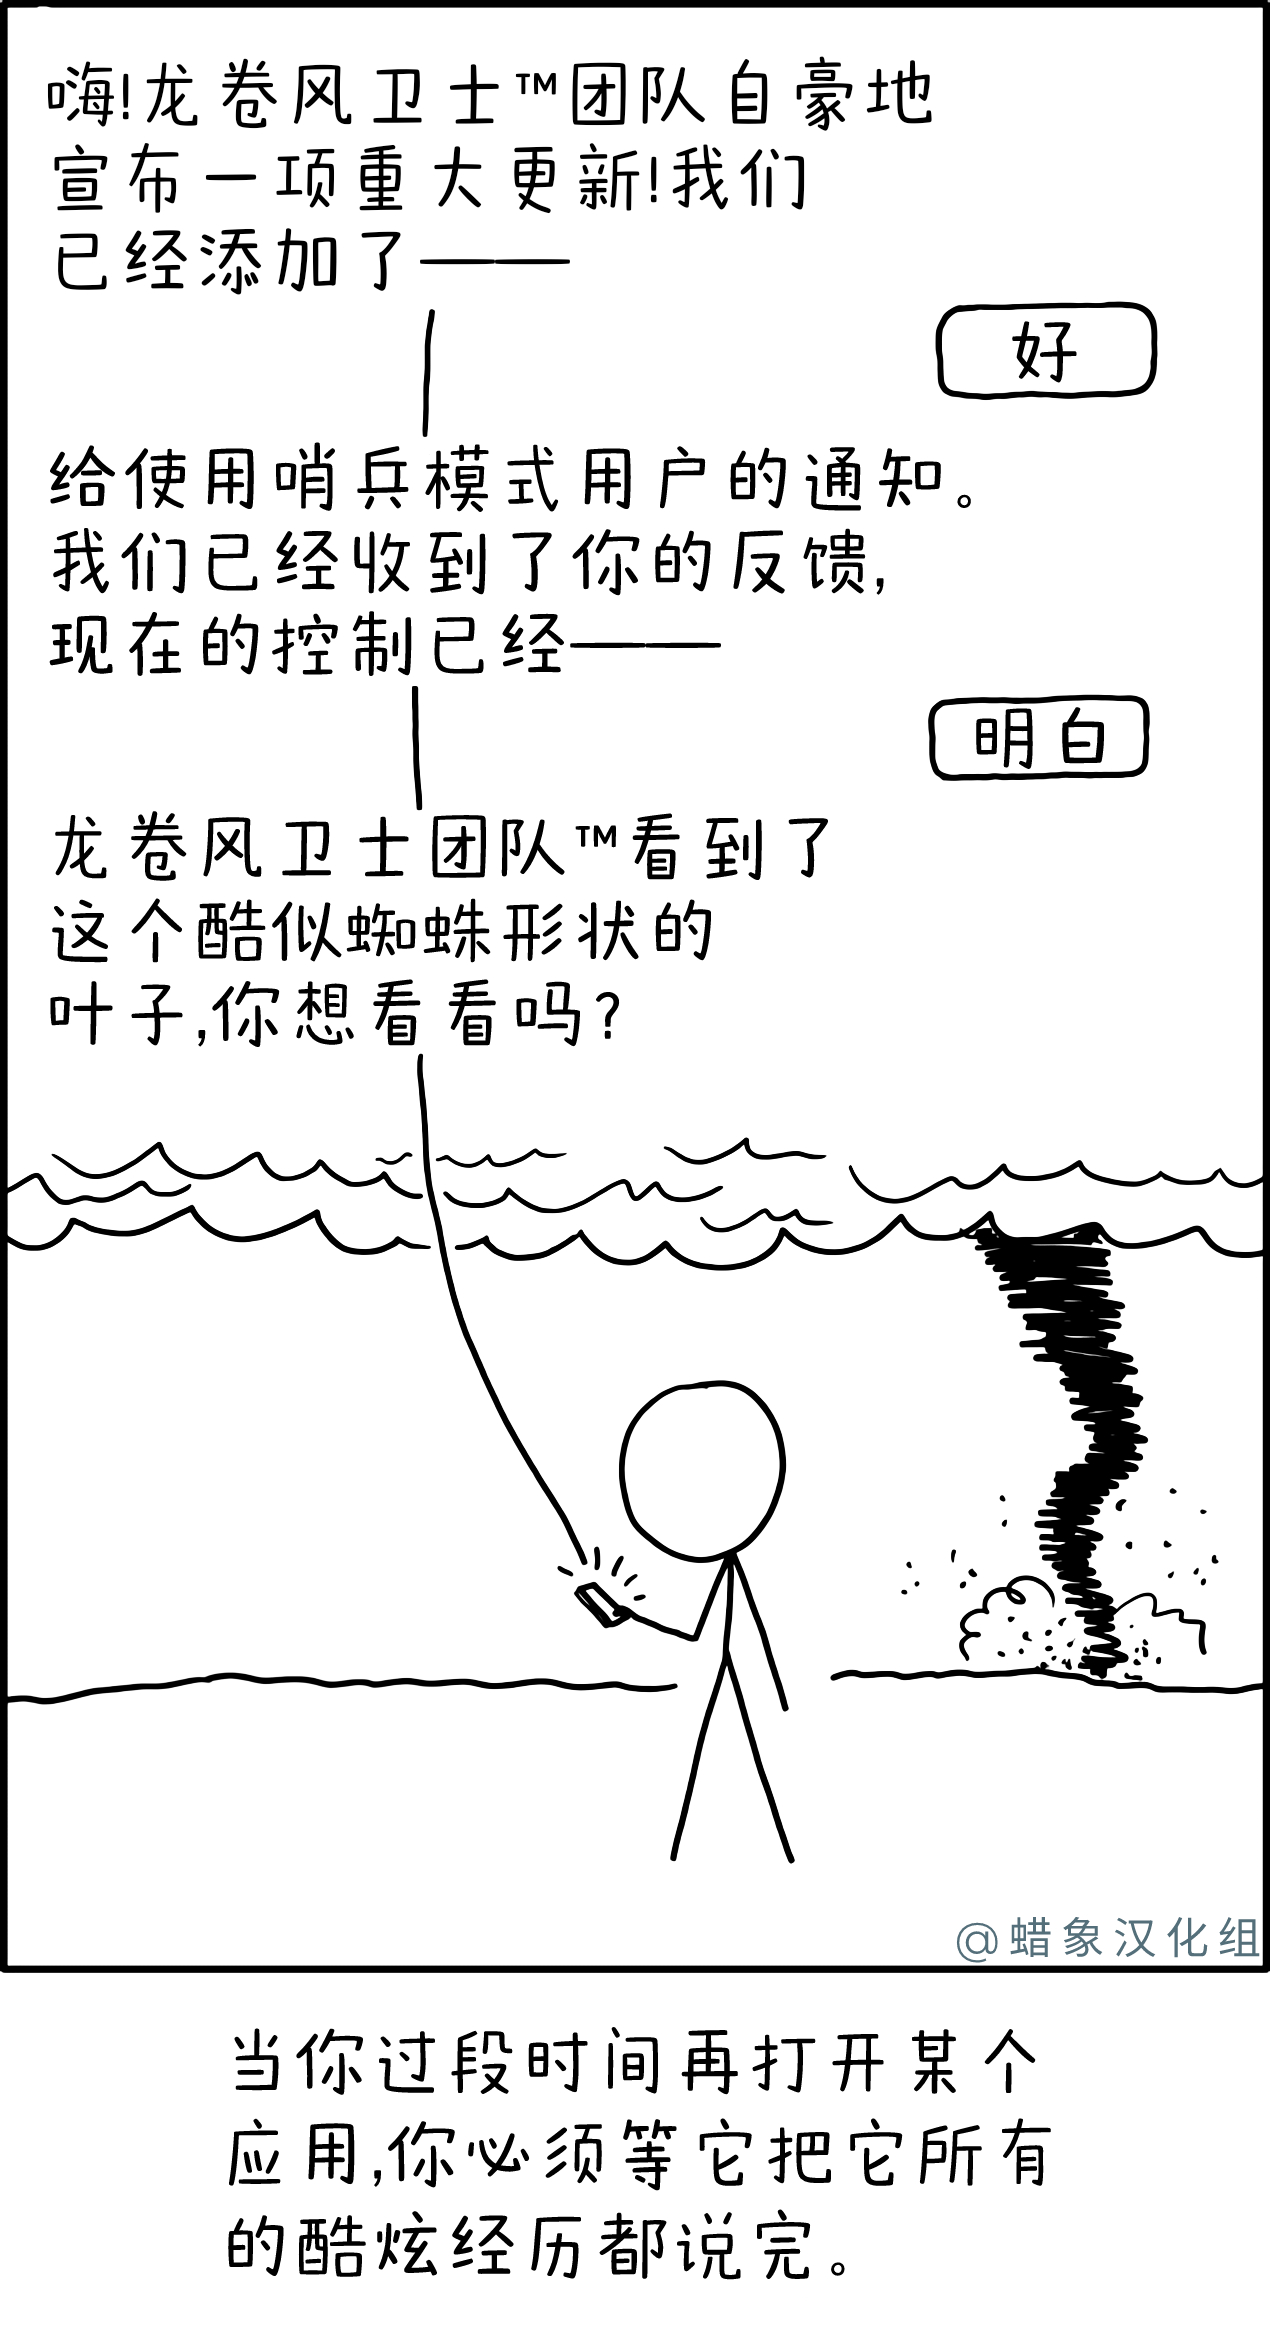 嗨!龙卷风卫士™团队自豪地
宣布一项重大更新!我们
已经添加了——
好
给使用哨兵模式用户的通知。
我们已经收到了你的反馈,
现在的控制已经——
明白
龙卷风卫士团队™看到了
这个酷似蜘蛛形状的
叶子,你想看看吗?
@蜡象汉化组
当你过段时间再打开某个
应用,你必须等它把它所有
的酷炫经历都说完。